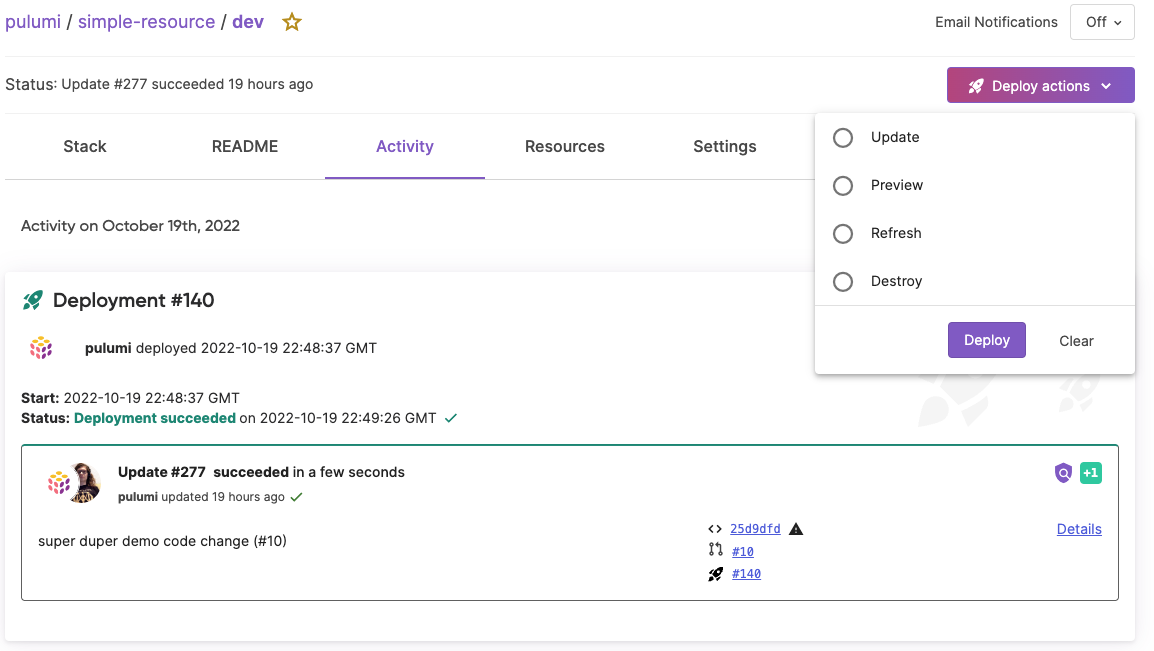 pulumi / simple-resource / dev
Email Notifications
Off
Status: Update #277 succeeded 19 hours ago
Deploy actions
Stack
README
Activity
Resources
Settings
Update
Preview
Refresh
Destroy
Deploy
Clear
Activity on October 19th, 2022
Deployment #140
pulumi deployed 2022-10-19 22:48:37 GMT
Start: 2022-10-19 22:48:37 GMT
Status: Deployment succeeded on 2022-10-19 22:49:26 GMT
Update #277 succeeded in a few seconds
+1
pulumi updated 19 hours ago
25d9dfd
Details
super duper demo code change (#10)
#10
#140